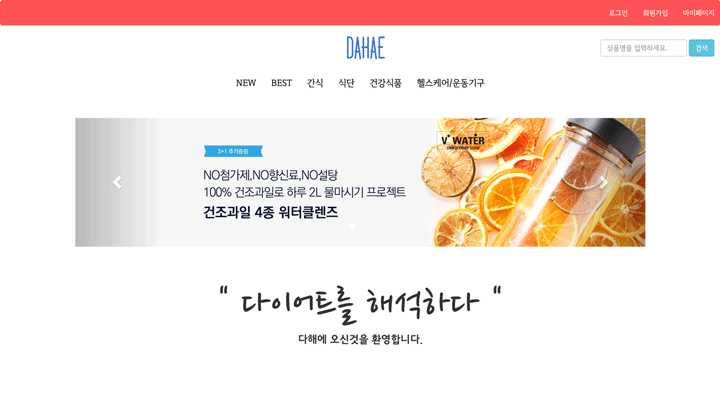 로그인 회원가입 마이페이지
DAHAE
상품명을 입력하세요. 검색
NEW BEST 간식 식단 건강식품 헬스케어/운동기구
3+1 추가증정
V WATER
NO첨가제,NO향신료,NO설탕
100% 건조과일로 하루 2L 물마시기 프로젝트
건조과일 4종 워터클렌즈
" 다이어트를 해석하다 "
다해에 오신것을 환영합니다.